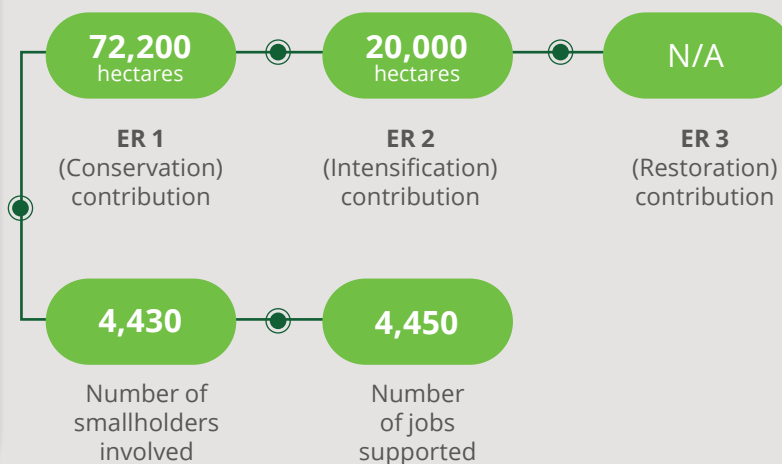 72,200
hectares
20,000
hectares
N/A
ER 1
(Conservation)
contribution
ER 2
(Intensification)
contribution
ER 3
(Restoration)
contribution
4,430
4,450
Number of
smallholders
involved
Number
of jobs
supported